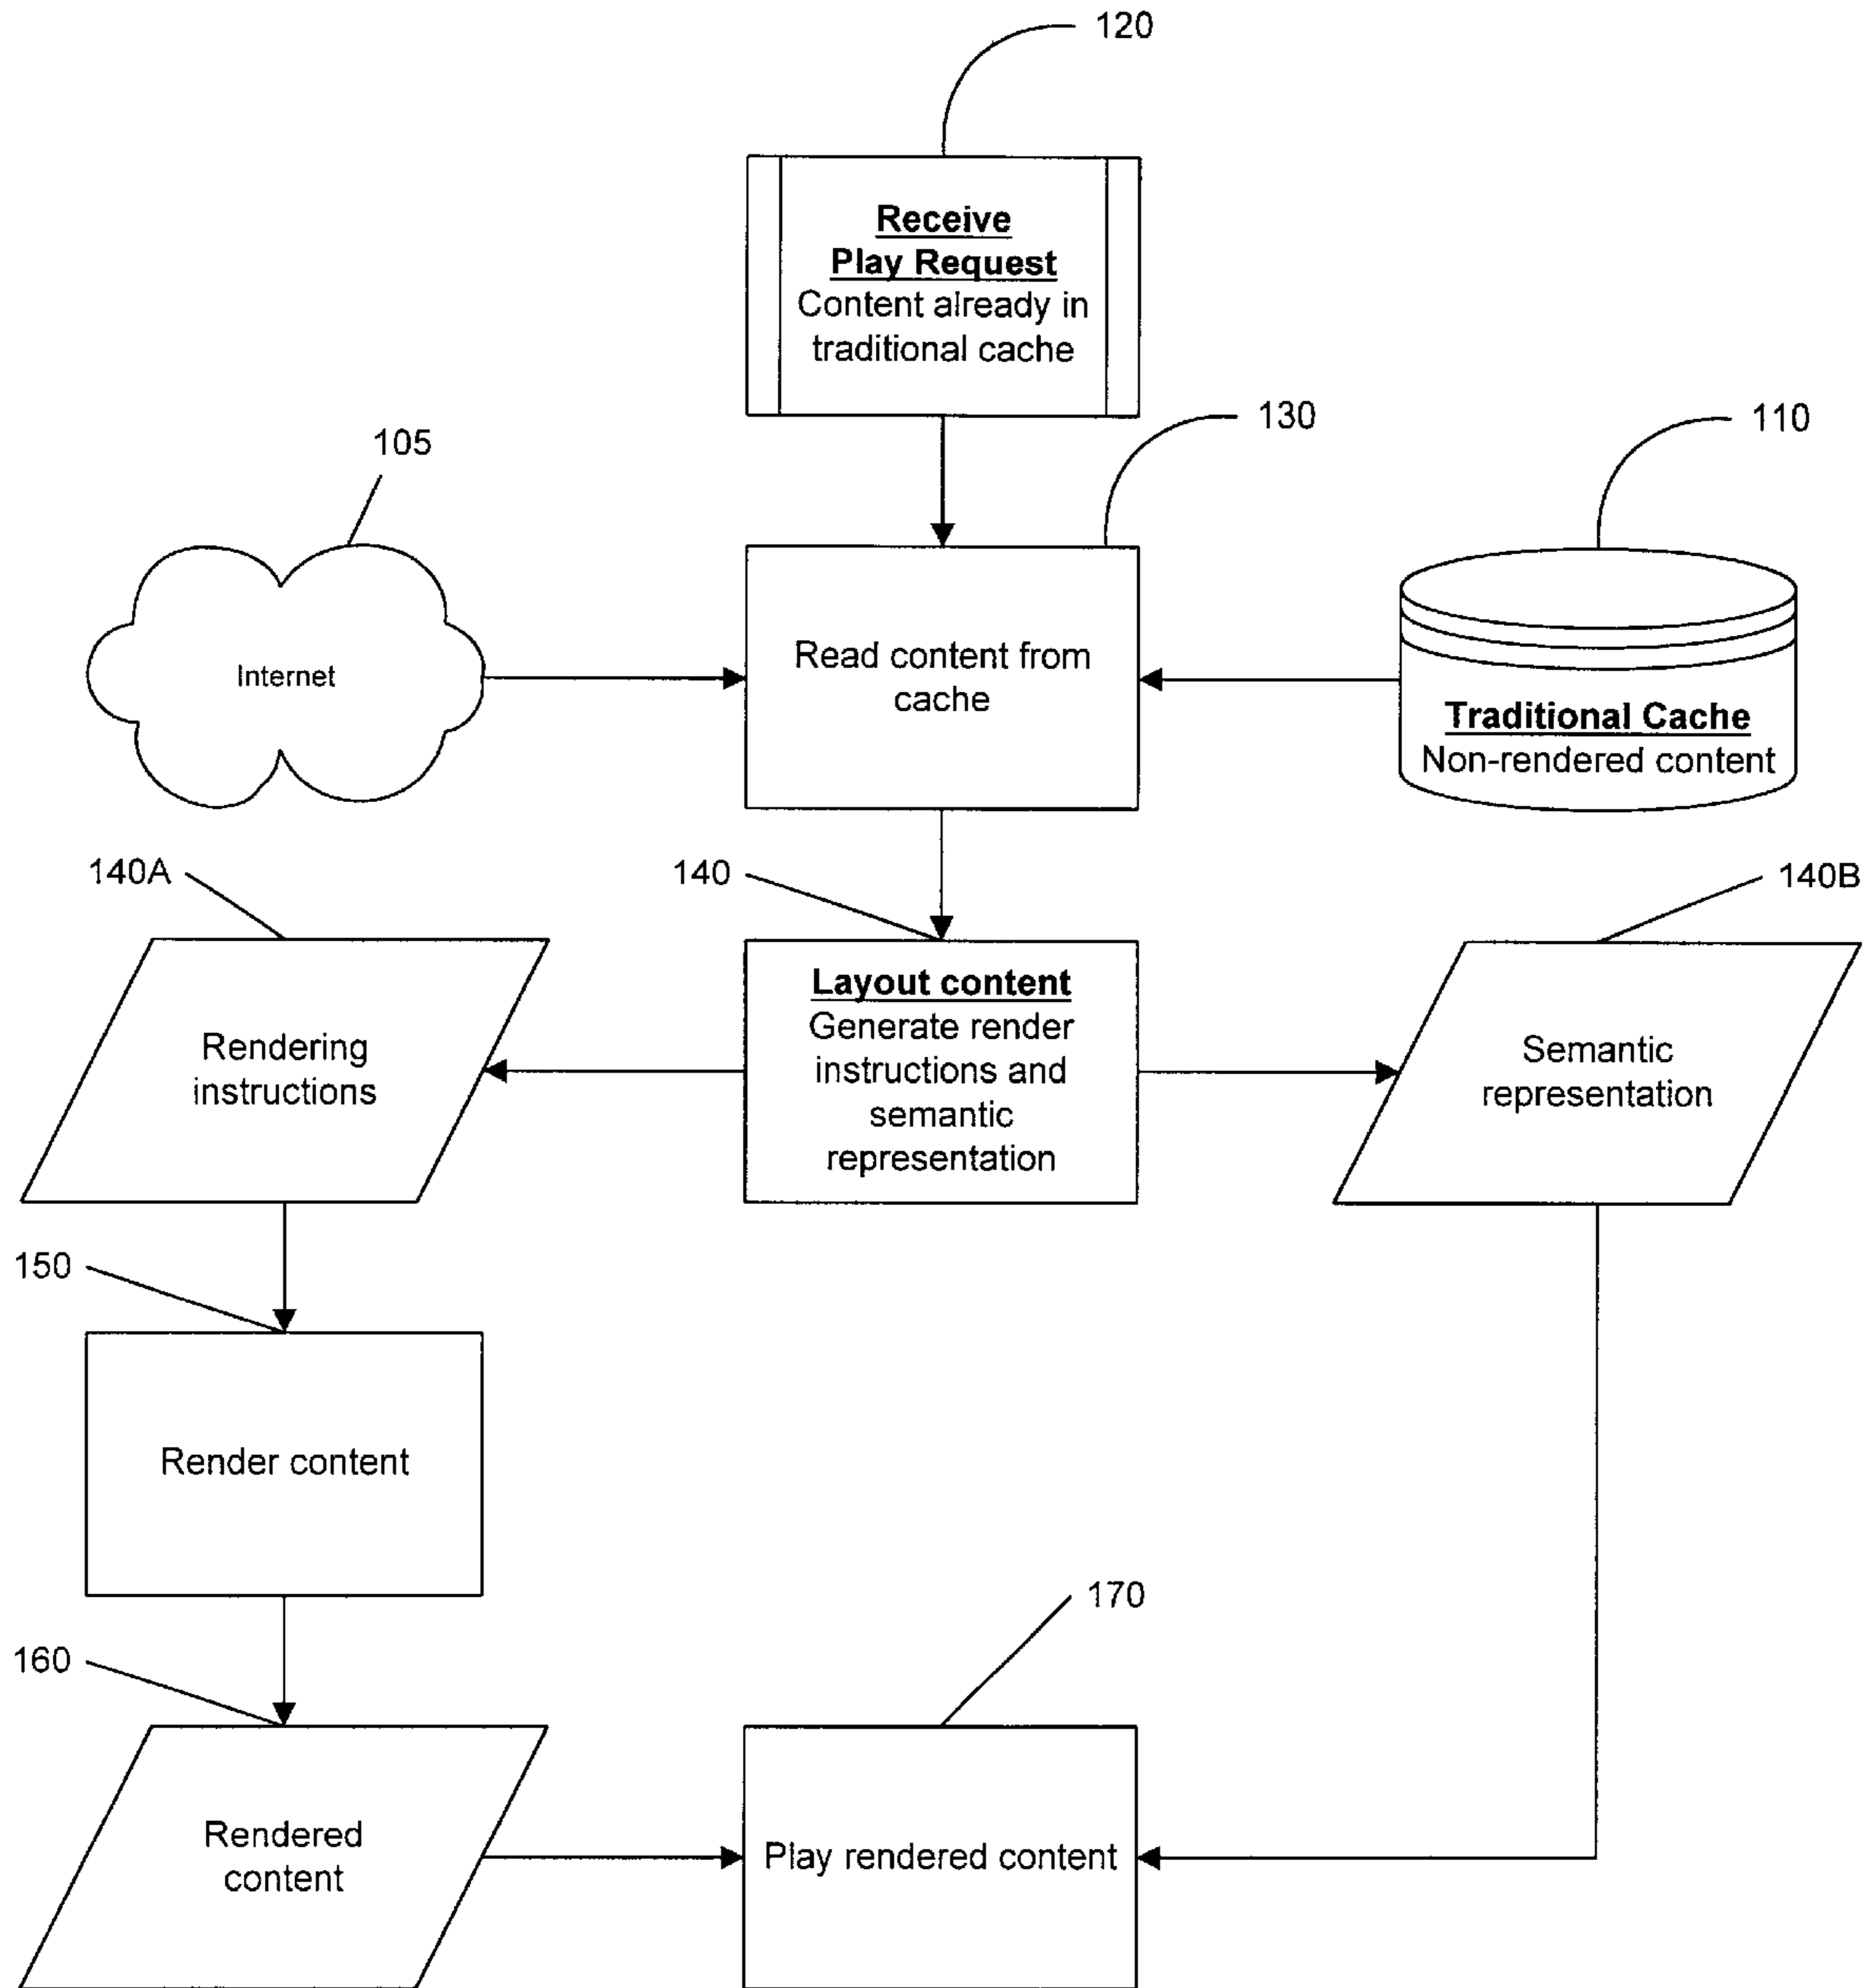 120
Receive
Play Request
Content already in
traditional cache
105
130
110
Internet
Read content from
cache
Traditional Cache
Non-rendered content
140A
140
140B
Rendering
instructions
Layout content
Generate render
instructions and
semantic
representation
Semantic
representation
150
Render content
160
170
Rendered
content
Play rendered content